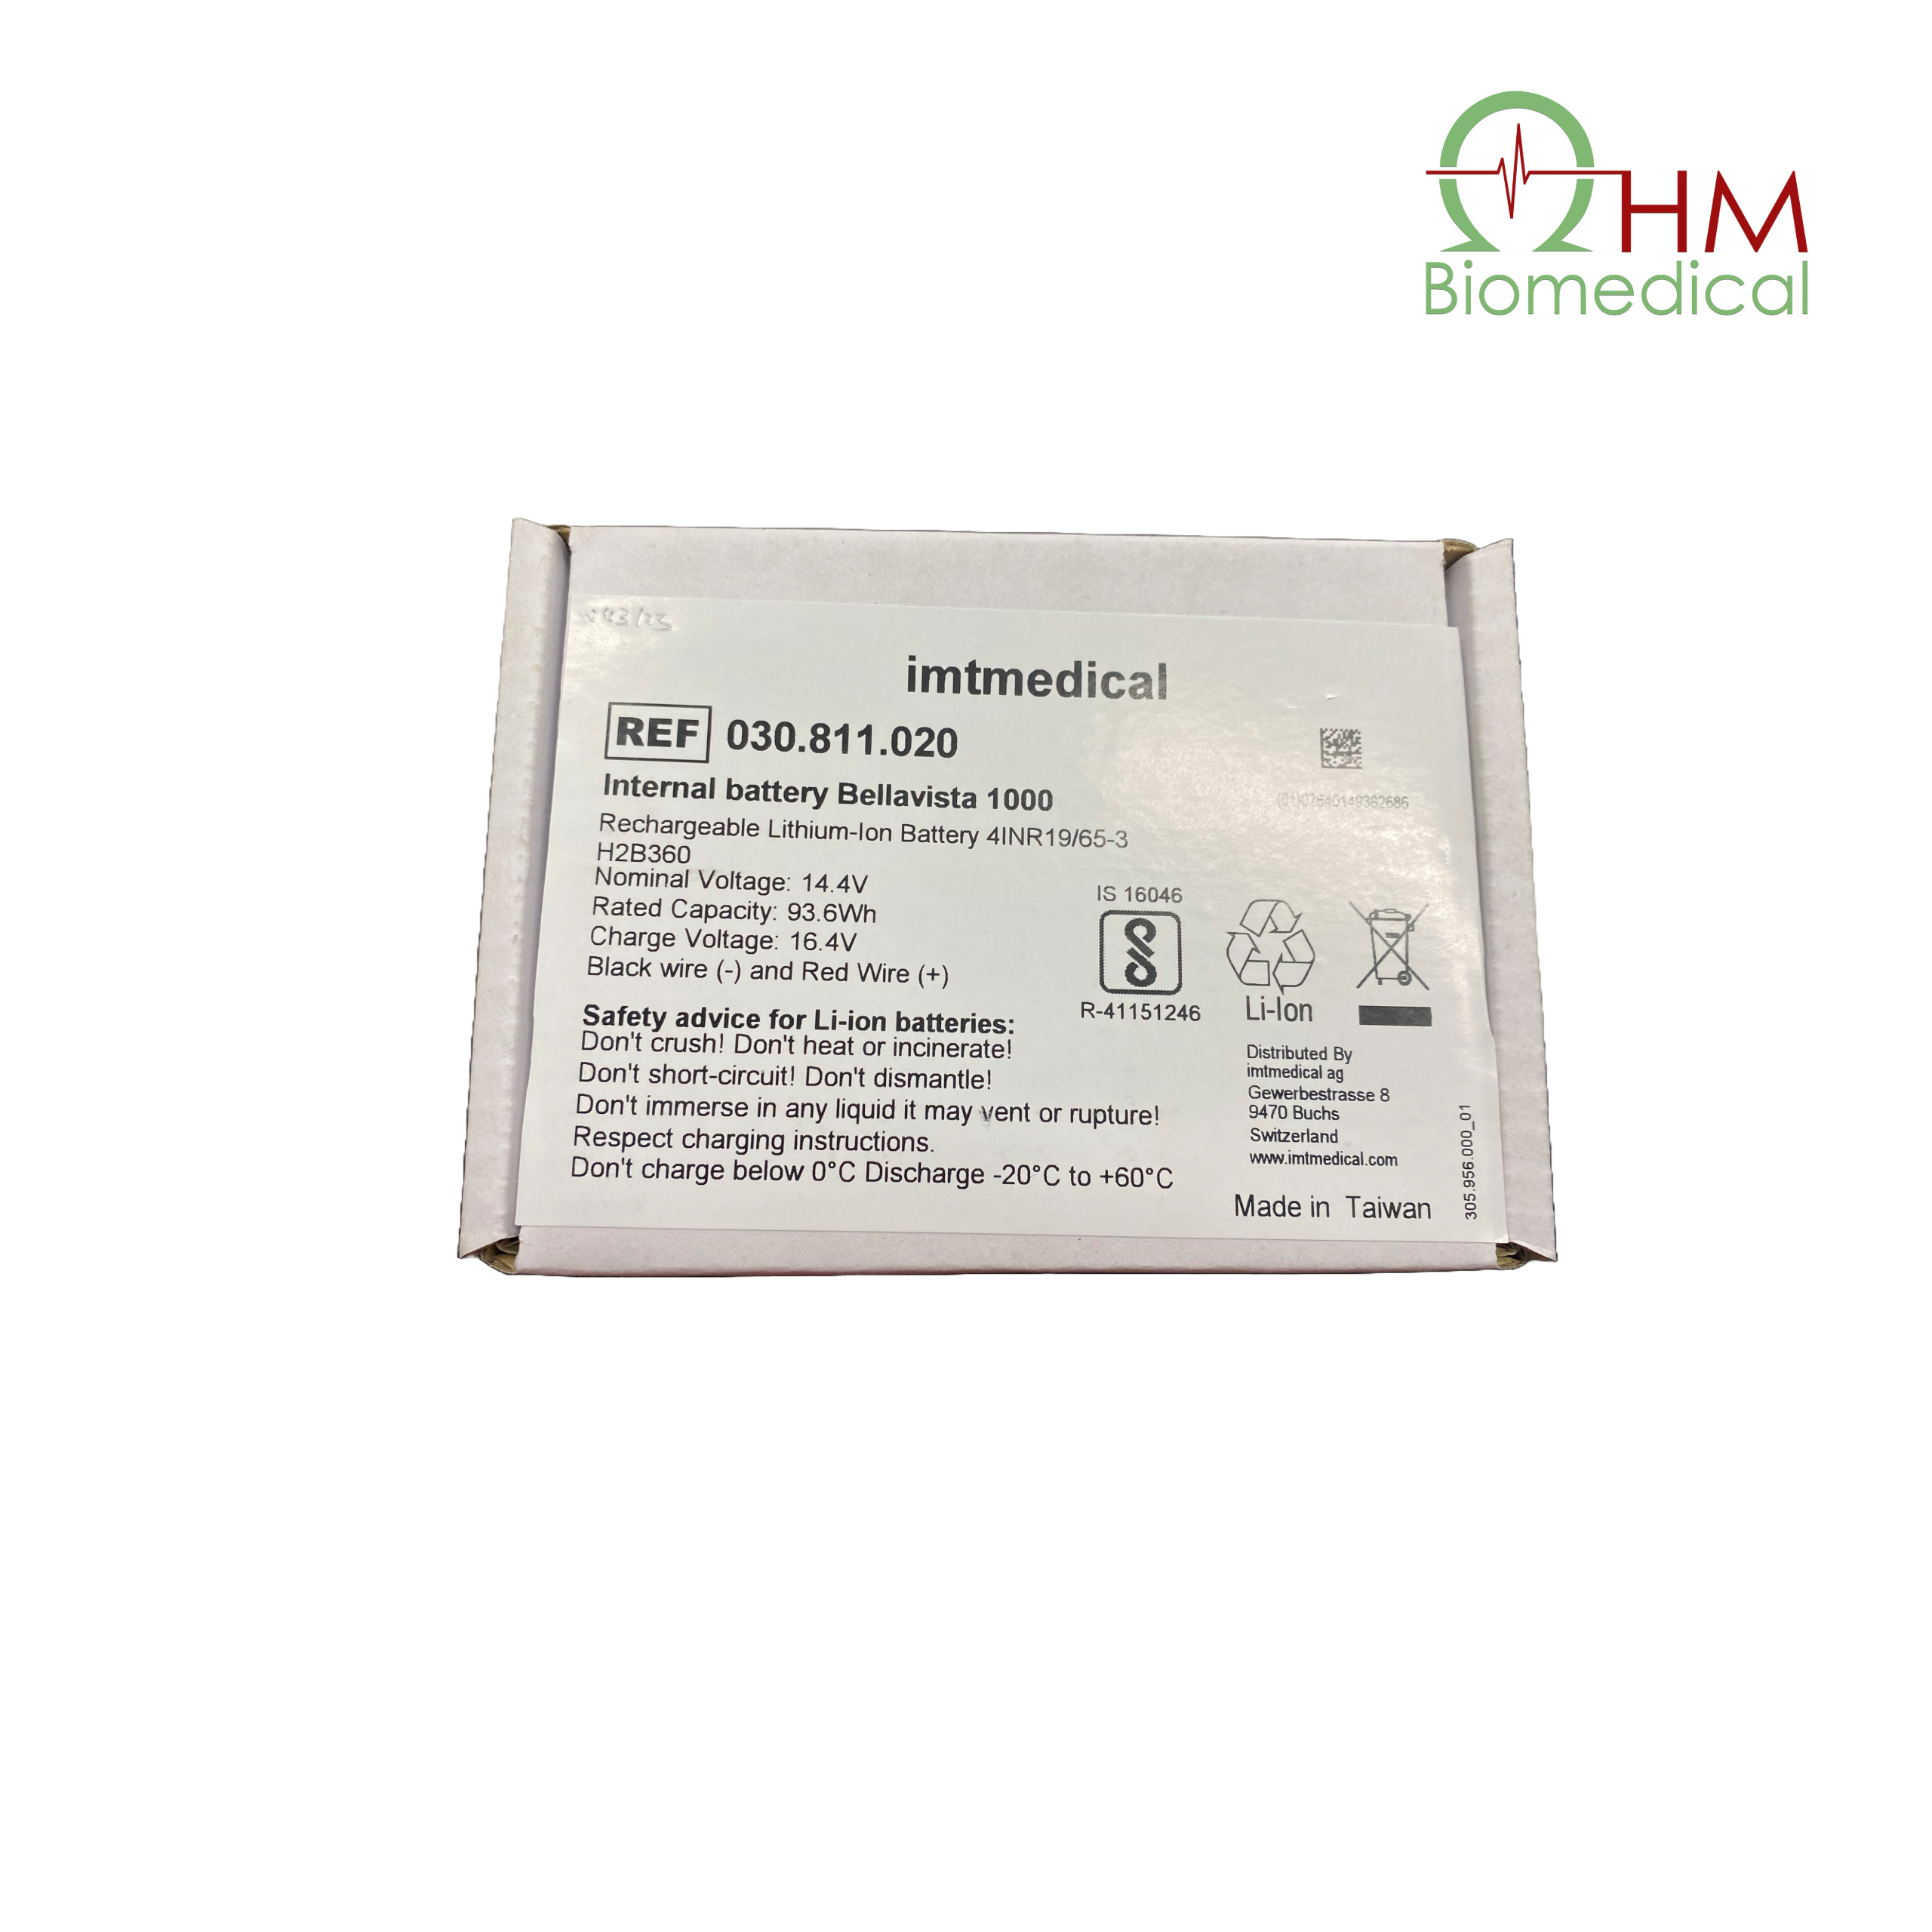 ΩHM
Biomedical
imtmedical
REF 030.811.020
Internal battery Bellavista 1000
Rechargeable Lithium-Ion Battery 4INR19/65-3
H2B360
Nominal Voltage: 14.4V
Rated Capacity: 93.6Wh
Charge Voltage: 16.4V
Black wire (-) and Red Wire (+)
Safety advice for Li-ion batteries:
Don't crush! Don't heat or incinerate!
Don't short-circuit! Don't dismantle!
Don't immerse in any liquid it may vent or rupture!
Respect charging instructions.
Don't charge below 0°C Discharge -20°C to +60°C
(01)07640149382685
IS 16046
R-41151246
Li-Ion
Distributed By
imtmedical ag
Gewerbestrasse 8
9470 Buchs
Switzerland
www.imtmedical.com
Made in Taiwan
305.956.000_01